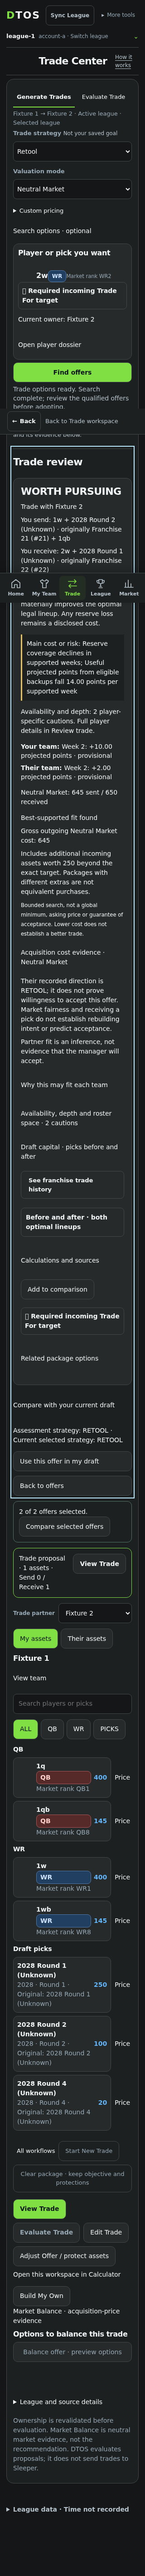 DTOS
Sync League
▸ More tools
league-1 account-a · Switch league
Trade Center
How it
works
Generate Trades
Evaluate Trade
Fixture 1 → Fixture 2 · Active league ·
Selected league
Trade strategy Not your saved goal
Retool
Valuation mode
Neutral Market
▸ Custom pricing
Search options · optional
Player or pick you want
2w WR Market rank WR2
Required incoming Trade
For target
Current owner: Fixture 2
Open player dossier
Find offers
Trade options ready. Search
complete; review the qualified offers
before adopting.
← Back
Back to Trade workspace
and its evidence below.
Trade review
WORTH PURSUING
Trade with Fixture 2
You send: 1w + 2028 Round 2
(Unknown) · originally Franchise
21 (#21) + 1qb
You receive: 2w + 2028 Round 1
(Unknown) · originally Franchise
22 (#22)
Home
My Team
Trade
League
Market
materially improves the optimal
legal lineup. Any reserve loss
remains a disclosed cost.
Main cost or risk: Reserve
coverage declines in
supported weeks; Useful
projected points from eligible
backups fall 14.00 points per
supported week
Availability and depth: 2 player-
specific cautions. Full player
details in Review trade.
Your team: Week 2: +10.00
projected points · provisional
Their team: Week 2: +2.00
projected points · provisional
Neutral Market: 645 sent / 650
received
Best-supported fit found
Gross outgoing Neutral Market
cost: 645
Includes additional incoming
assets worth 250 beyond the
exact target. Packages with
different extras are not
equivalent purchases.
Bounded search, not a global
minimum, asking price or guarantee of
acceptance. Lower cost does not
establish a better trade.
Acquisition cost evidence ·
Neutral Market
Their recorded direction is
RETOOL; it does not prove
willingness to accept this offer.
Market fairness and receiving a
pick do not establish rebuilding
intent or predict acceptance.
Partner fit is an inference, not
evidence that the manager will
accept.
Why this may fit each team
Availability, depth and roster
space · 2 cautions
Draft capital · picks before and
after
See franchise trade
history
Before and after · both
optimal lineups
Calculations and sources
Add to comparison
Required incoming Trade
For target
Related package options
Compare with your current draft
Assessment strategy: RETOOL ·
Current selected strategy: RETOOL
Use this offer in my draft
Back to offers
2 of 2 offers selected.
Compare selected offers
Trade proposal
· 1 assets ·
Send 0 /
Receive 1
View Trade
Trade partner
Fixture 2
My assets
Their assets
Fixture 1
View team
Search players or picks
ALL
QB
WR
PICKS
QB
1q
QB 400 Price
Market rank QB1
1qb
QB 145 Price
Market rank QB8
WR
1w
WR 400 Price
Market rank WR1
1wb
WR 145 Price
Market rank WR8
Draft picks
2028 Round 1
(Unknown)
2028 · Round 1 · 250 Price
Original: 2028 Round 1
(Unknown)
2028 Round 2
(Unknown)
2028 · Round 2 · 100 Price
Original: 2028 Round 2
(Unknown)
2028 Round 4
(Unknown)
2028 · Round 4 · 20 Price
Original: 2028 Round 4
(Unknown)
All workflows
Start New Trade
Clear package · keep objective and
protections
View Trade
Evaluate Trade
Edit Trade
Adjust Offer / protect assets
Open this workspace in Calculator
Build My Own
Market Balance · acquisition-price
evidence
Options to balance this trade
Balance offer · preview options
▸ League and source details
Ownership is revalidated before
evaluation. Market Balance is neutral
market evidence, not the
recommendation. DTOS evaluates
proposals; it does not send trades to
Sleeper.
▸ League data · Time not recorded